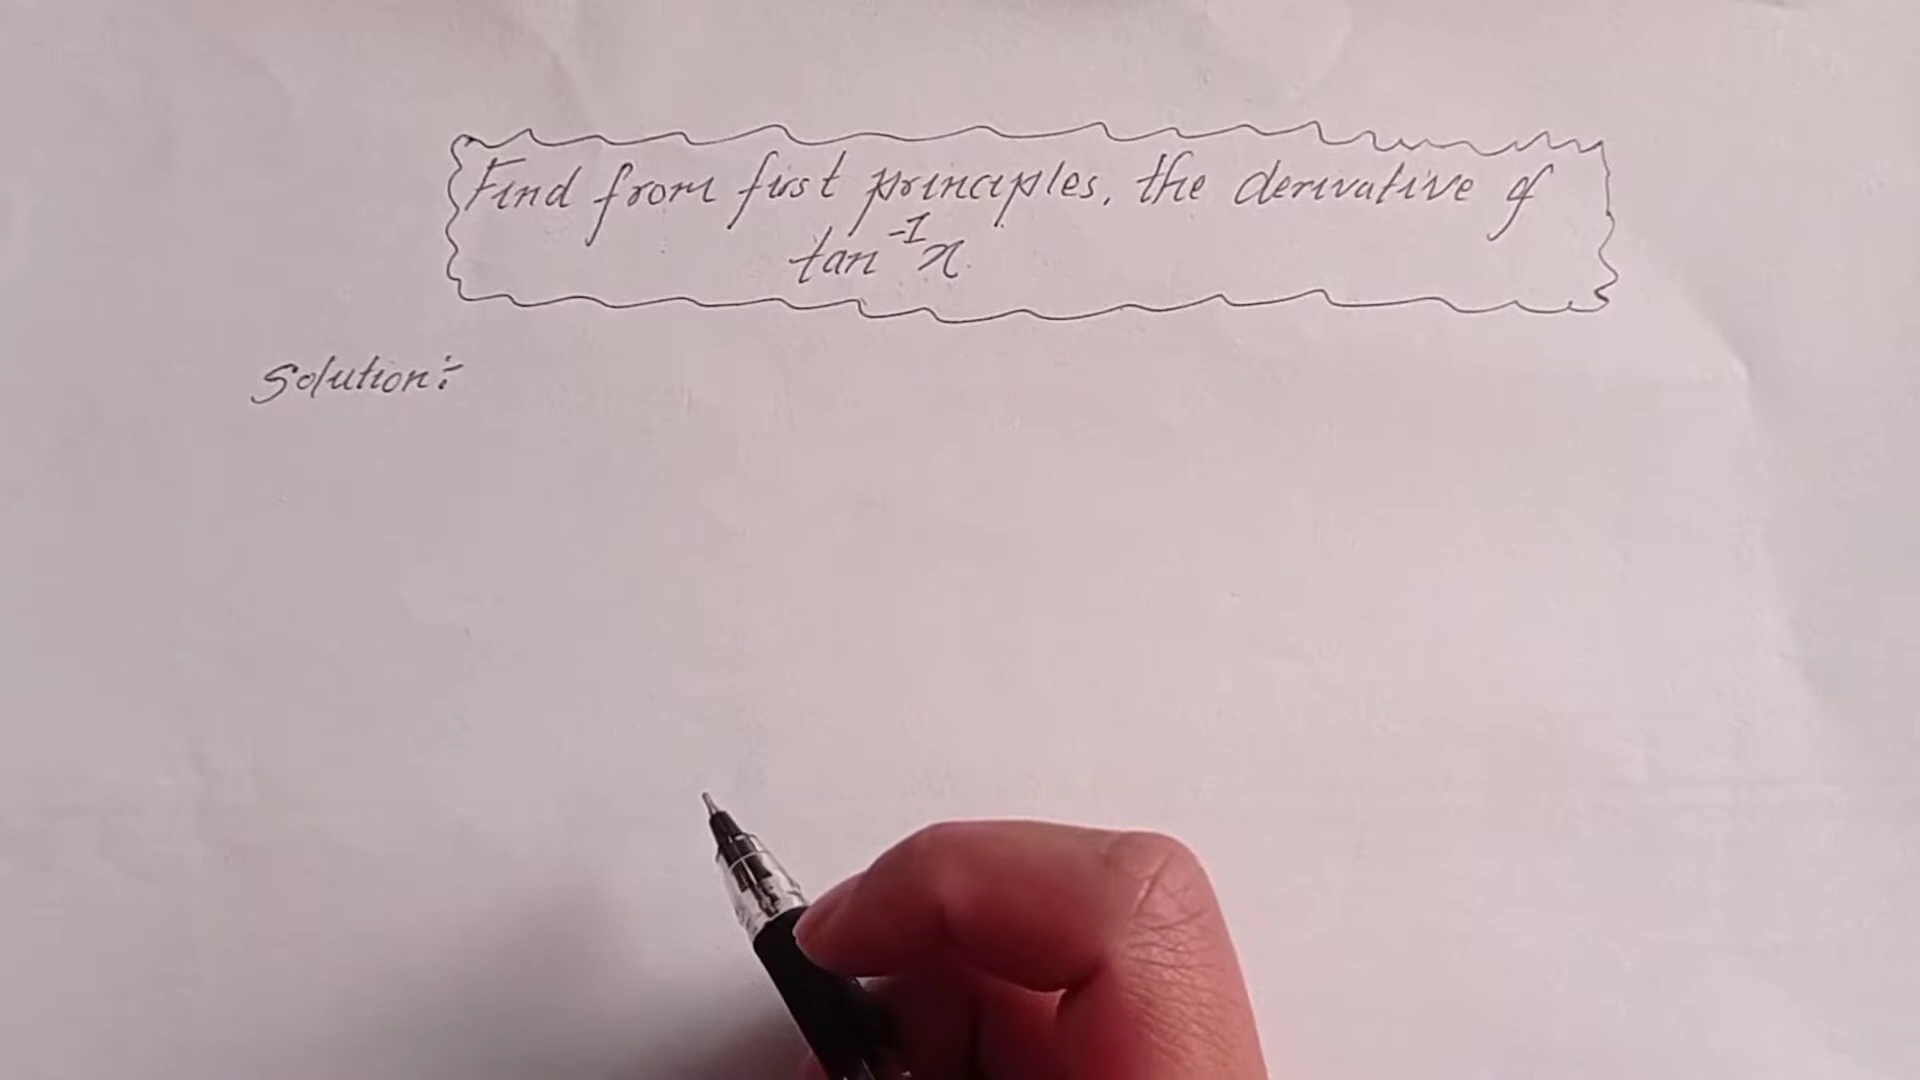 Find from first principles, the derivative of
tan⁻¹x.
Solution: